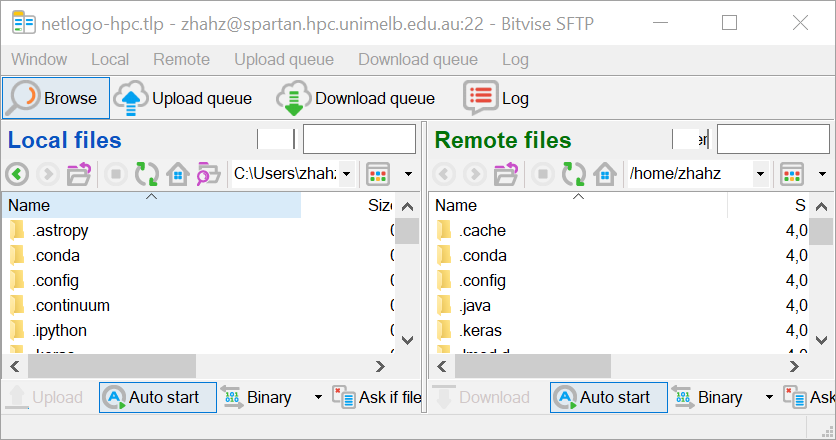 netlogo-hpc.tlp - zhahz@spartan.hpc.unimelb.edu.au:22 - Bitvise SFTP
Window Local Remote Upload queue Download queue Log
Browse Upload queue Download queue Log
Local files
C:\Users\zhahz
Name Size
.astropy 0
.conda 0
.config 0
.continuum 0
.ipython 0
.keras
Upload Auto start Binary Ask if file
Remote files er
/home/zhahz
Name S
.cache 4,0
.conda 4,0
.config 4,0
.java 4,0
.keras 4,0
.lmod.d 4,0
Download Auto start Binary Ask